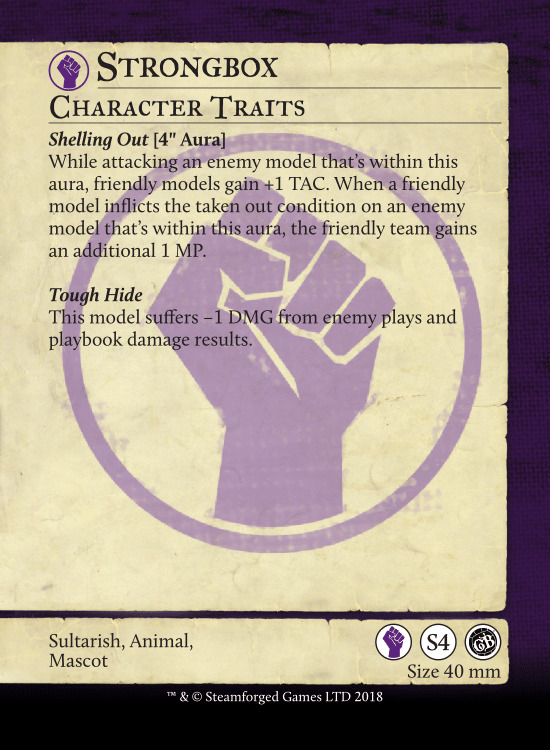 Strongbox
Character Traits
Shelling Out [4" Aura]
While attacking an enemy model that's within this
aura, friendly models gain +1 TAC. When a friendly
model inflicts the taken out condition on an enemy
model that's within this aura, the friendly team gains
an additional 1 MP.
Tough Hide
This model suffers −1 DMG from enemy plays and
playbook damage results.
Sultarish, Animal,
Mascot
S4
GB
Size 40 mm
™ & © Steamforged Games LTD 2018